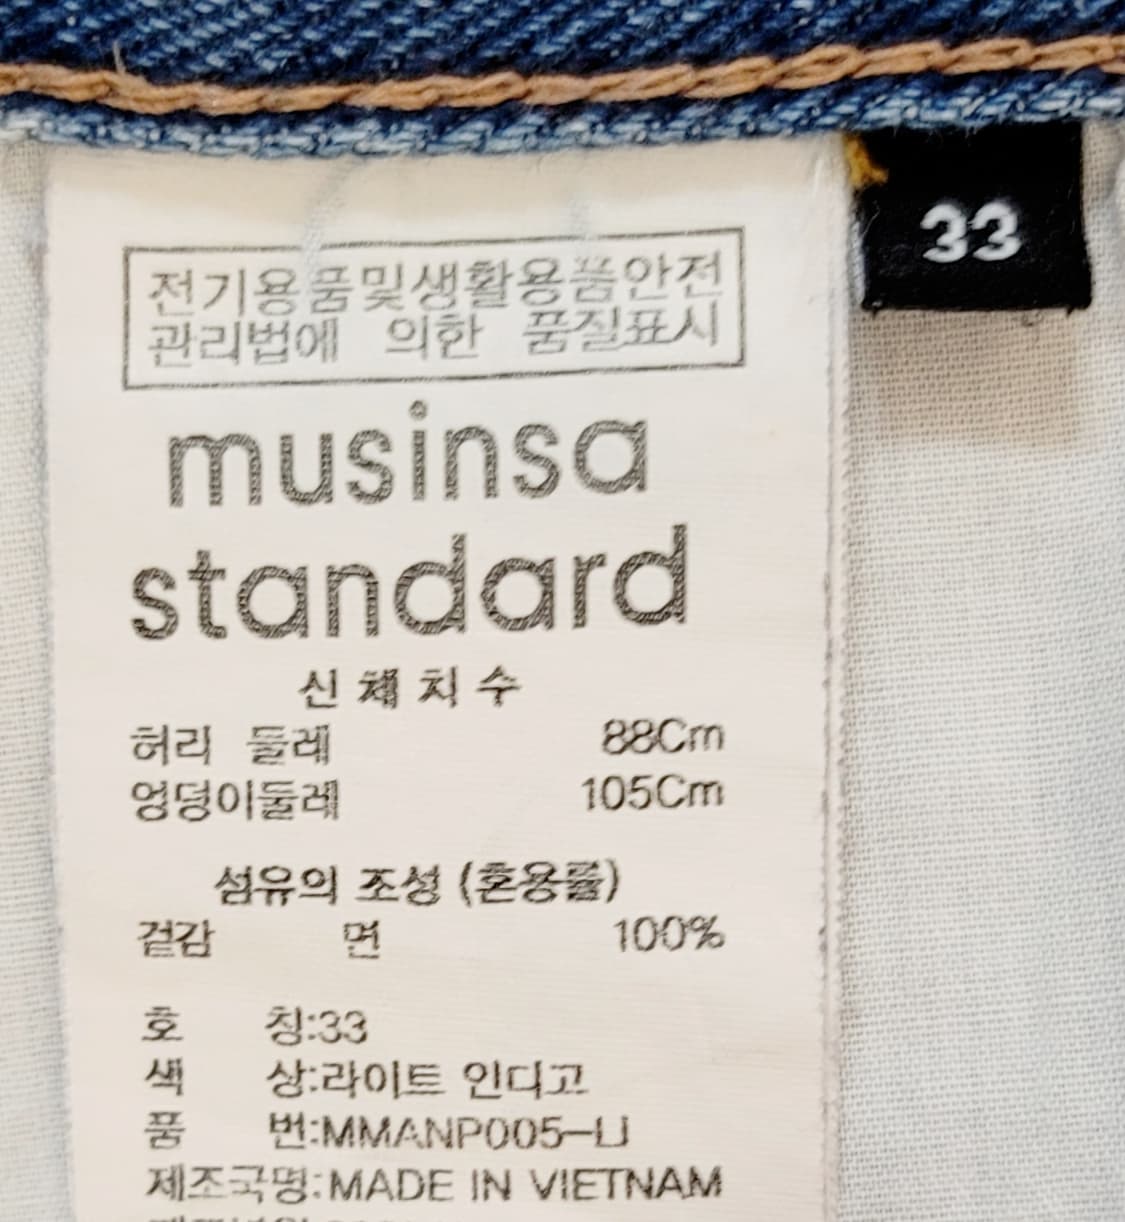 전기용품및생활용품안전
관리법에 의한 품질표시
33
musinsa
standard
신체치수
허리 둘레 88Cm
엉덩이둘레 105Cm
섬유의 조성 (혼용률)
겉감 면 100%
호 칭:33
색 상:라이트 인디고
품 번:MMANP005-LI
제조국명:MADE IN VIETNAM